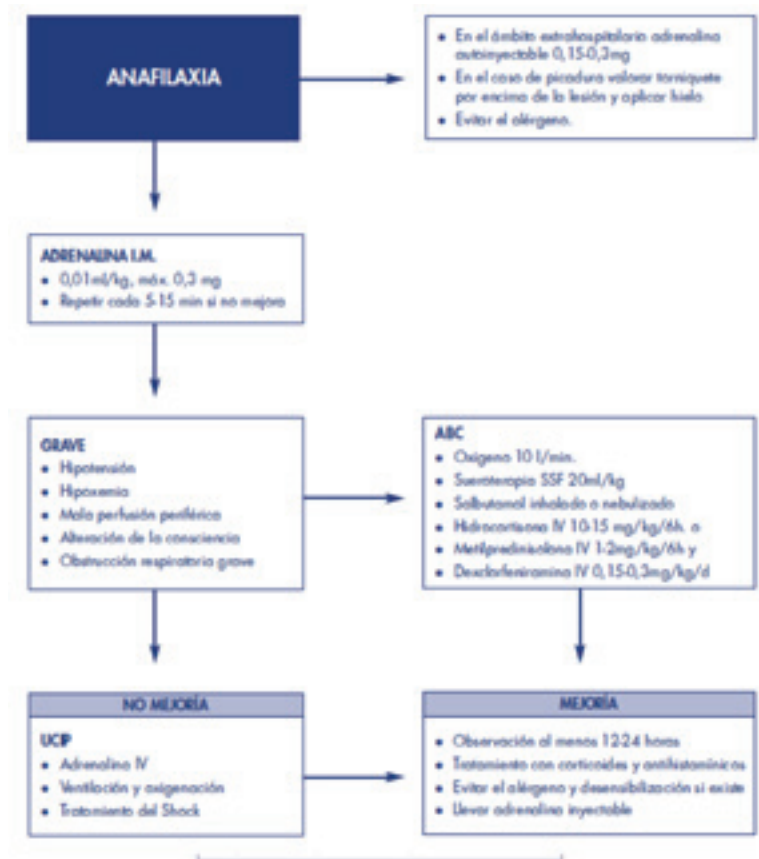 ANAFILAXIA
• En el ámbito extrahospitalario adrenalina
autoinyectable 0,15-0,3mg
• En el caso de picadura valorar torniquete
por encima de la lesión y aplicar hielo
• Evitar el alérgeno.
ADRENALINA I.M.
• 0,01ml/kg, máx. 0,3 mg
• Repetir cada 5-15 min si no mejora
GRAVE
• Hipotensión
• Hipoxemia
• Mala perfusión periférica
• Alteración de la consciencia
• Obstrucción respiratoria grave
ABC
• Oxígeno 10 l/min.
• Sueroterapia SSF 20ml/kg
• Salbutamol inhalado o nebulizado
• Hidrocortisona IV 10-15 mg/kg/6h. o
• Metilprednisolona IV 1-2mg/kg/6h y
• Dexclorfeniramina IV 0,15-0,3mg/kg/d
NO MEJORÍA
UCIP
• Adrenalina IV
• Ventilación y oxigenación
• Tratamiento del Shock
MEJORÍA
• Observación al menos 12-24 horas
• Tratamiento con corticoides y antihistamínicos
• Evitar el alérgeno y desensibilización si existe
• Llevar adrenalina inyectable